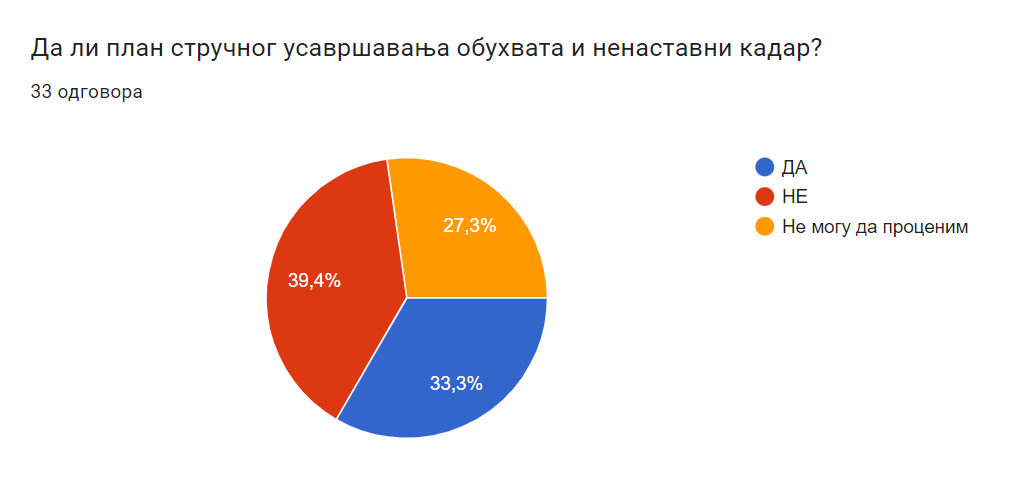 Да ли план стручног усавршавања обухвата и ненаставни кадар?
33 одговора
ДА
НЕ
Не могу да проценим
27,3%
39,4%
33,3%